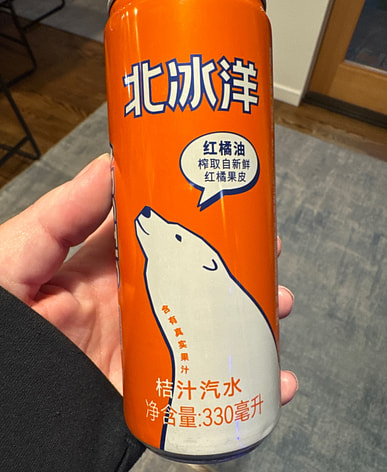 北冰洋
红橘油
榨取自新鲜
红橘果皮
含有真实果汁
桔汁汽水
净含量:330毫升